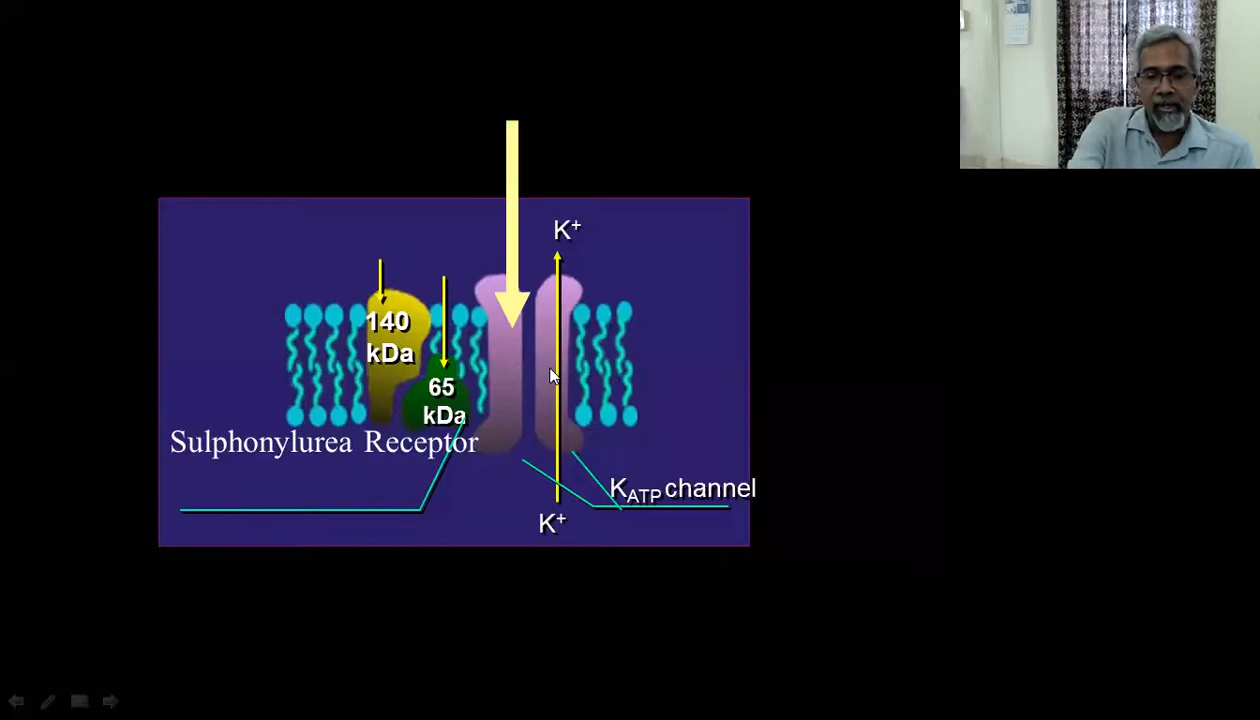 K+
140
kDa
65
kDa
Sulphonylurea Receptor
KATP channel
K+